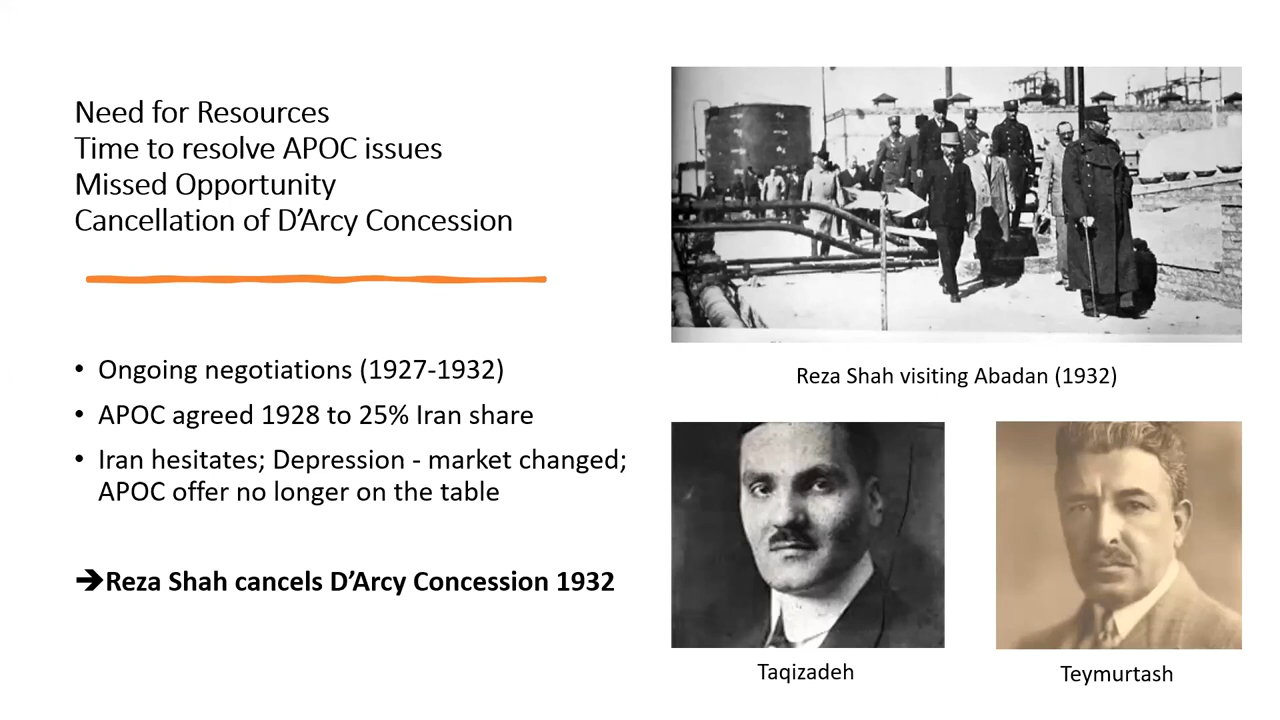 Need for Resources
Time to resolve APOC issues
Missed Opportunity
Cancellation of D’Arcy Concession
• Ongoing negotiations (1927-1932)
• APOC agreed 1928 to 25% Iran share
• Iran hesitates; Depression - market changed;
APOC offer no longer on the table
➔Reza Shah cancels D’Arcy Concession 1932
Reza Shah visiting Abadan (1932)
Taqizadeh
Teymurtash